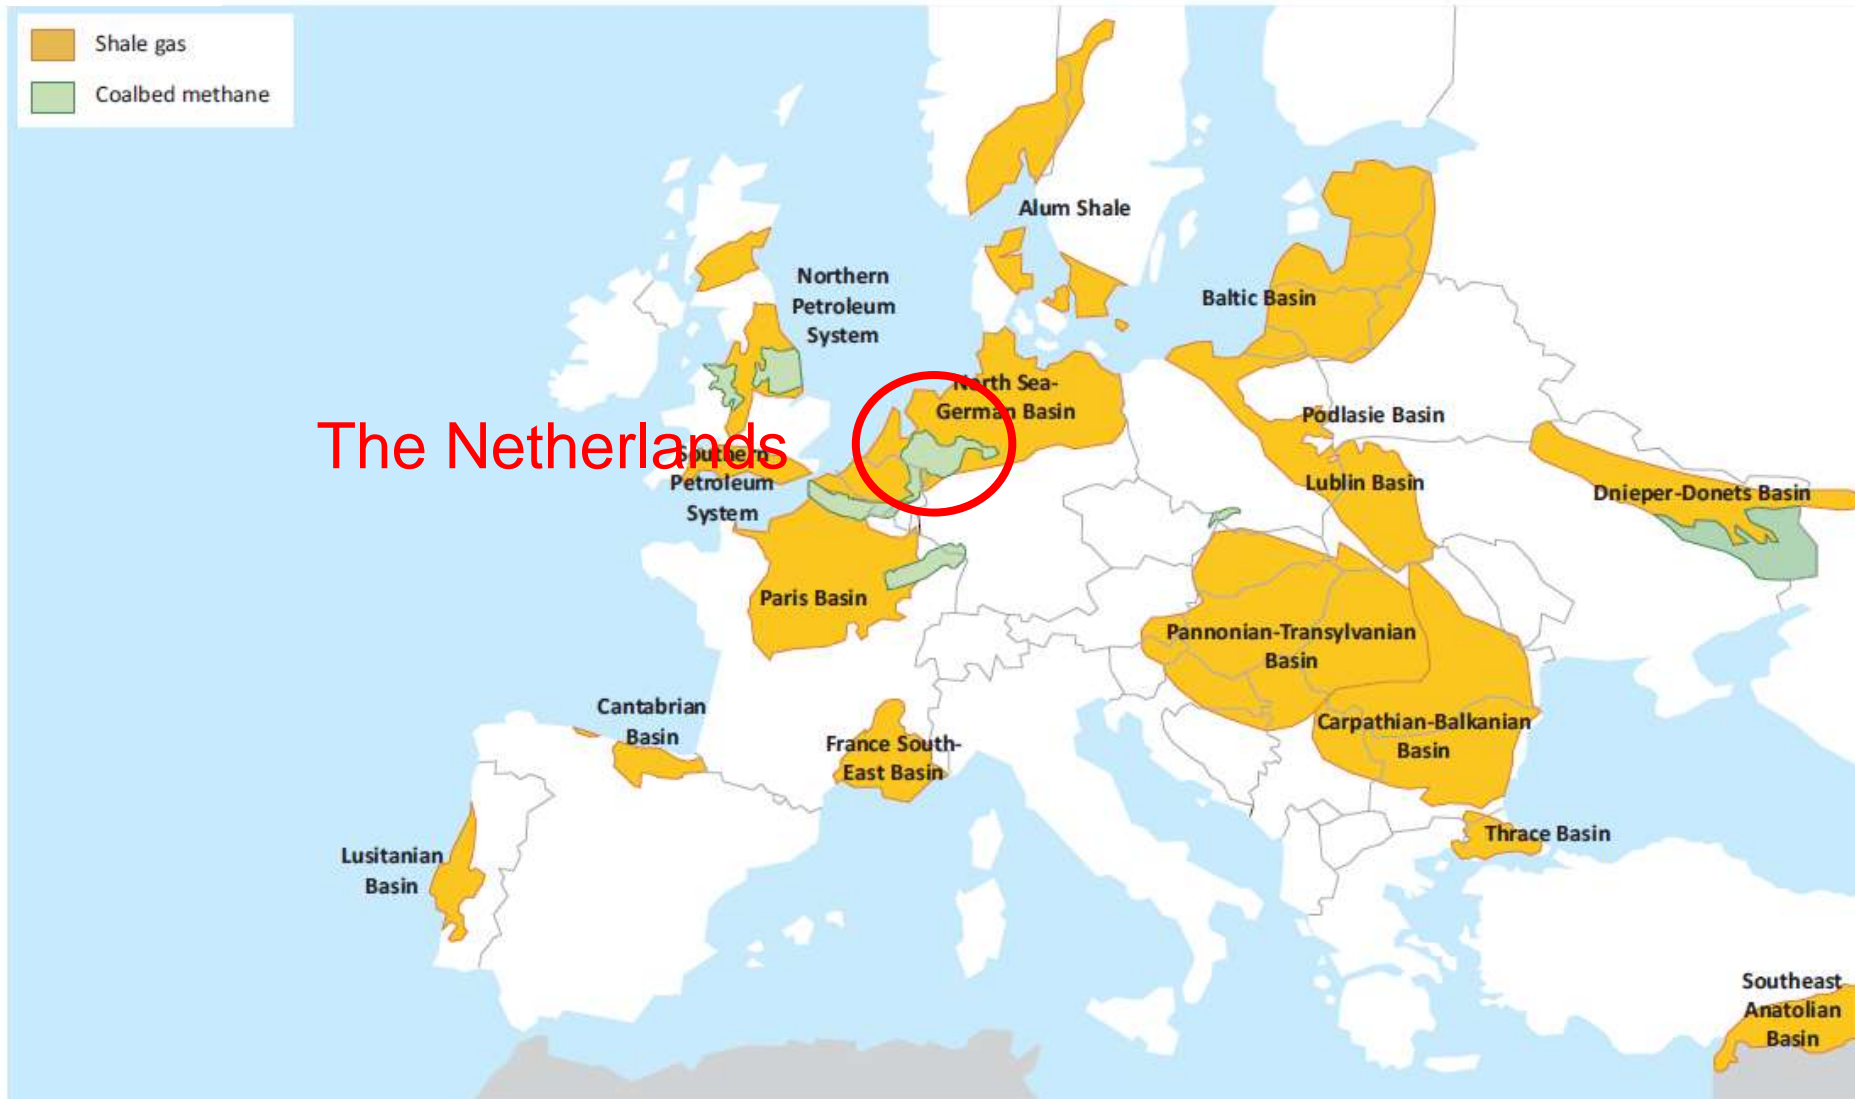 Shale gas
Coalbed methane
Alum Shale
Northern
Petroleum
System
Baltic Basin
North Sea-
German Basin
Podlasie Basin
The Netherlands
Southern
Petroleum
System
Lublin Basin
Dnieper-Donets Basin
Paris Basin
Pannonian-Transylvanian
Basin
Cantabrian
Basin
France South-
East Basin
Carpathian-Balkanian
Basin
Thrace Basin
Lusitanian
Basin
Southeast
Anatolian
Basin